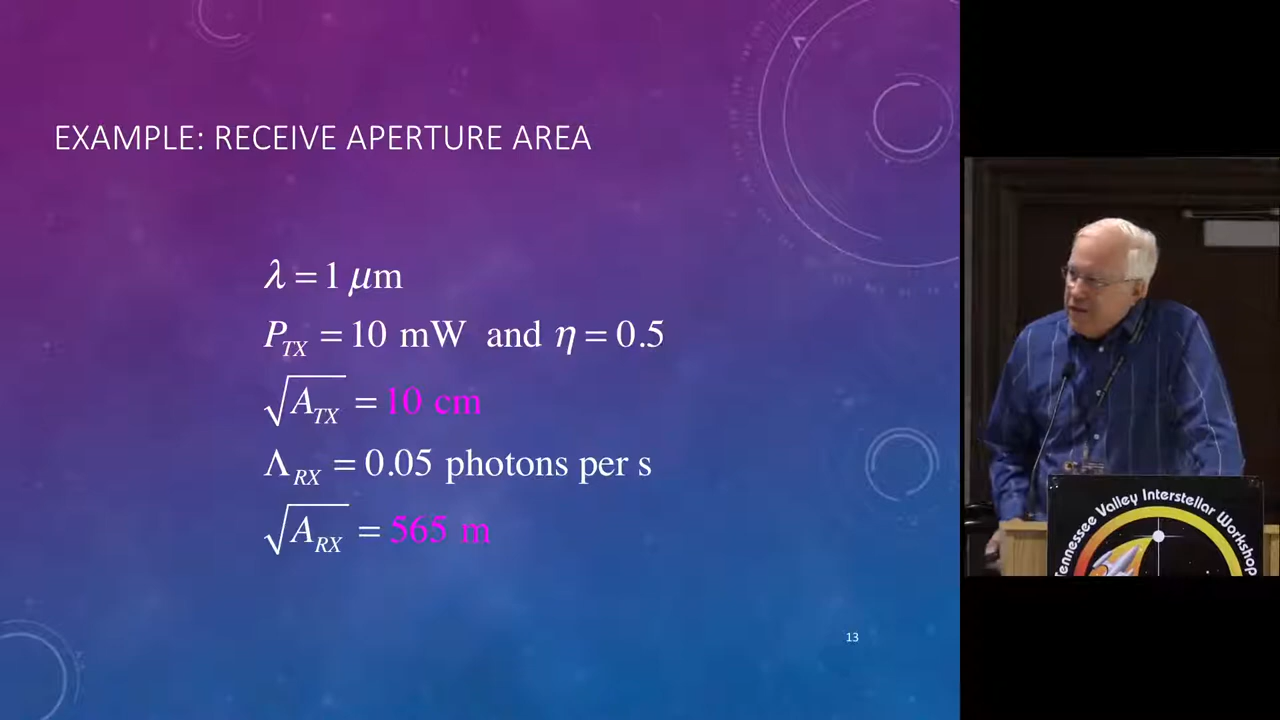 EXAMPLE: RECEIVE APERTURE AREA
λ = 1 μm
P_TX = 10 mW and η = 0.5
√A_TX = 10 cm
Λ_RX = 0.05 photons per s
√A_RX = 565 m
13
Tennessee Valley Interstellar Workshop